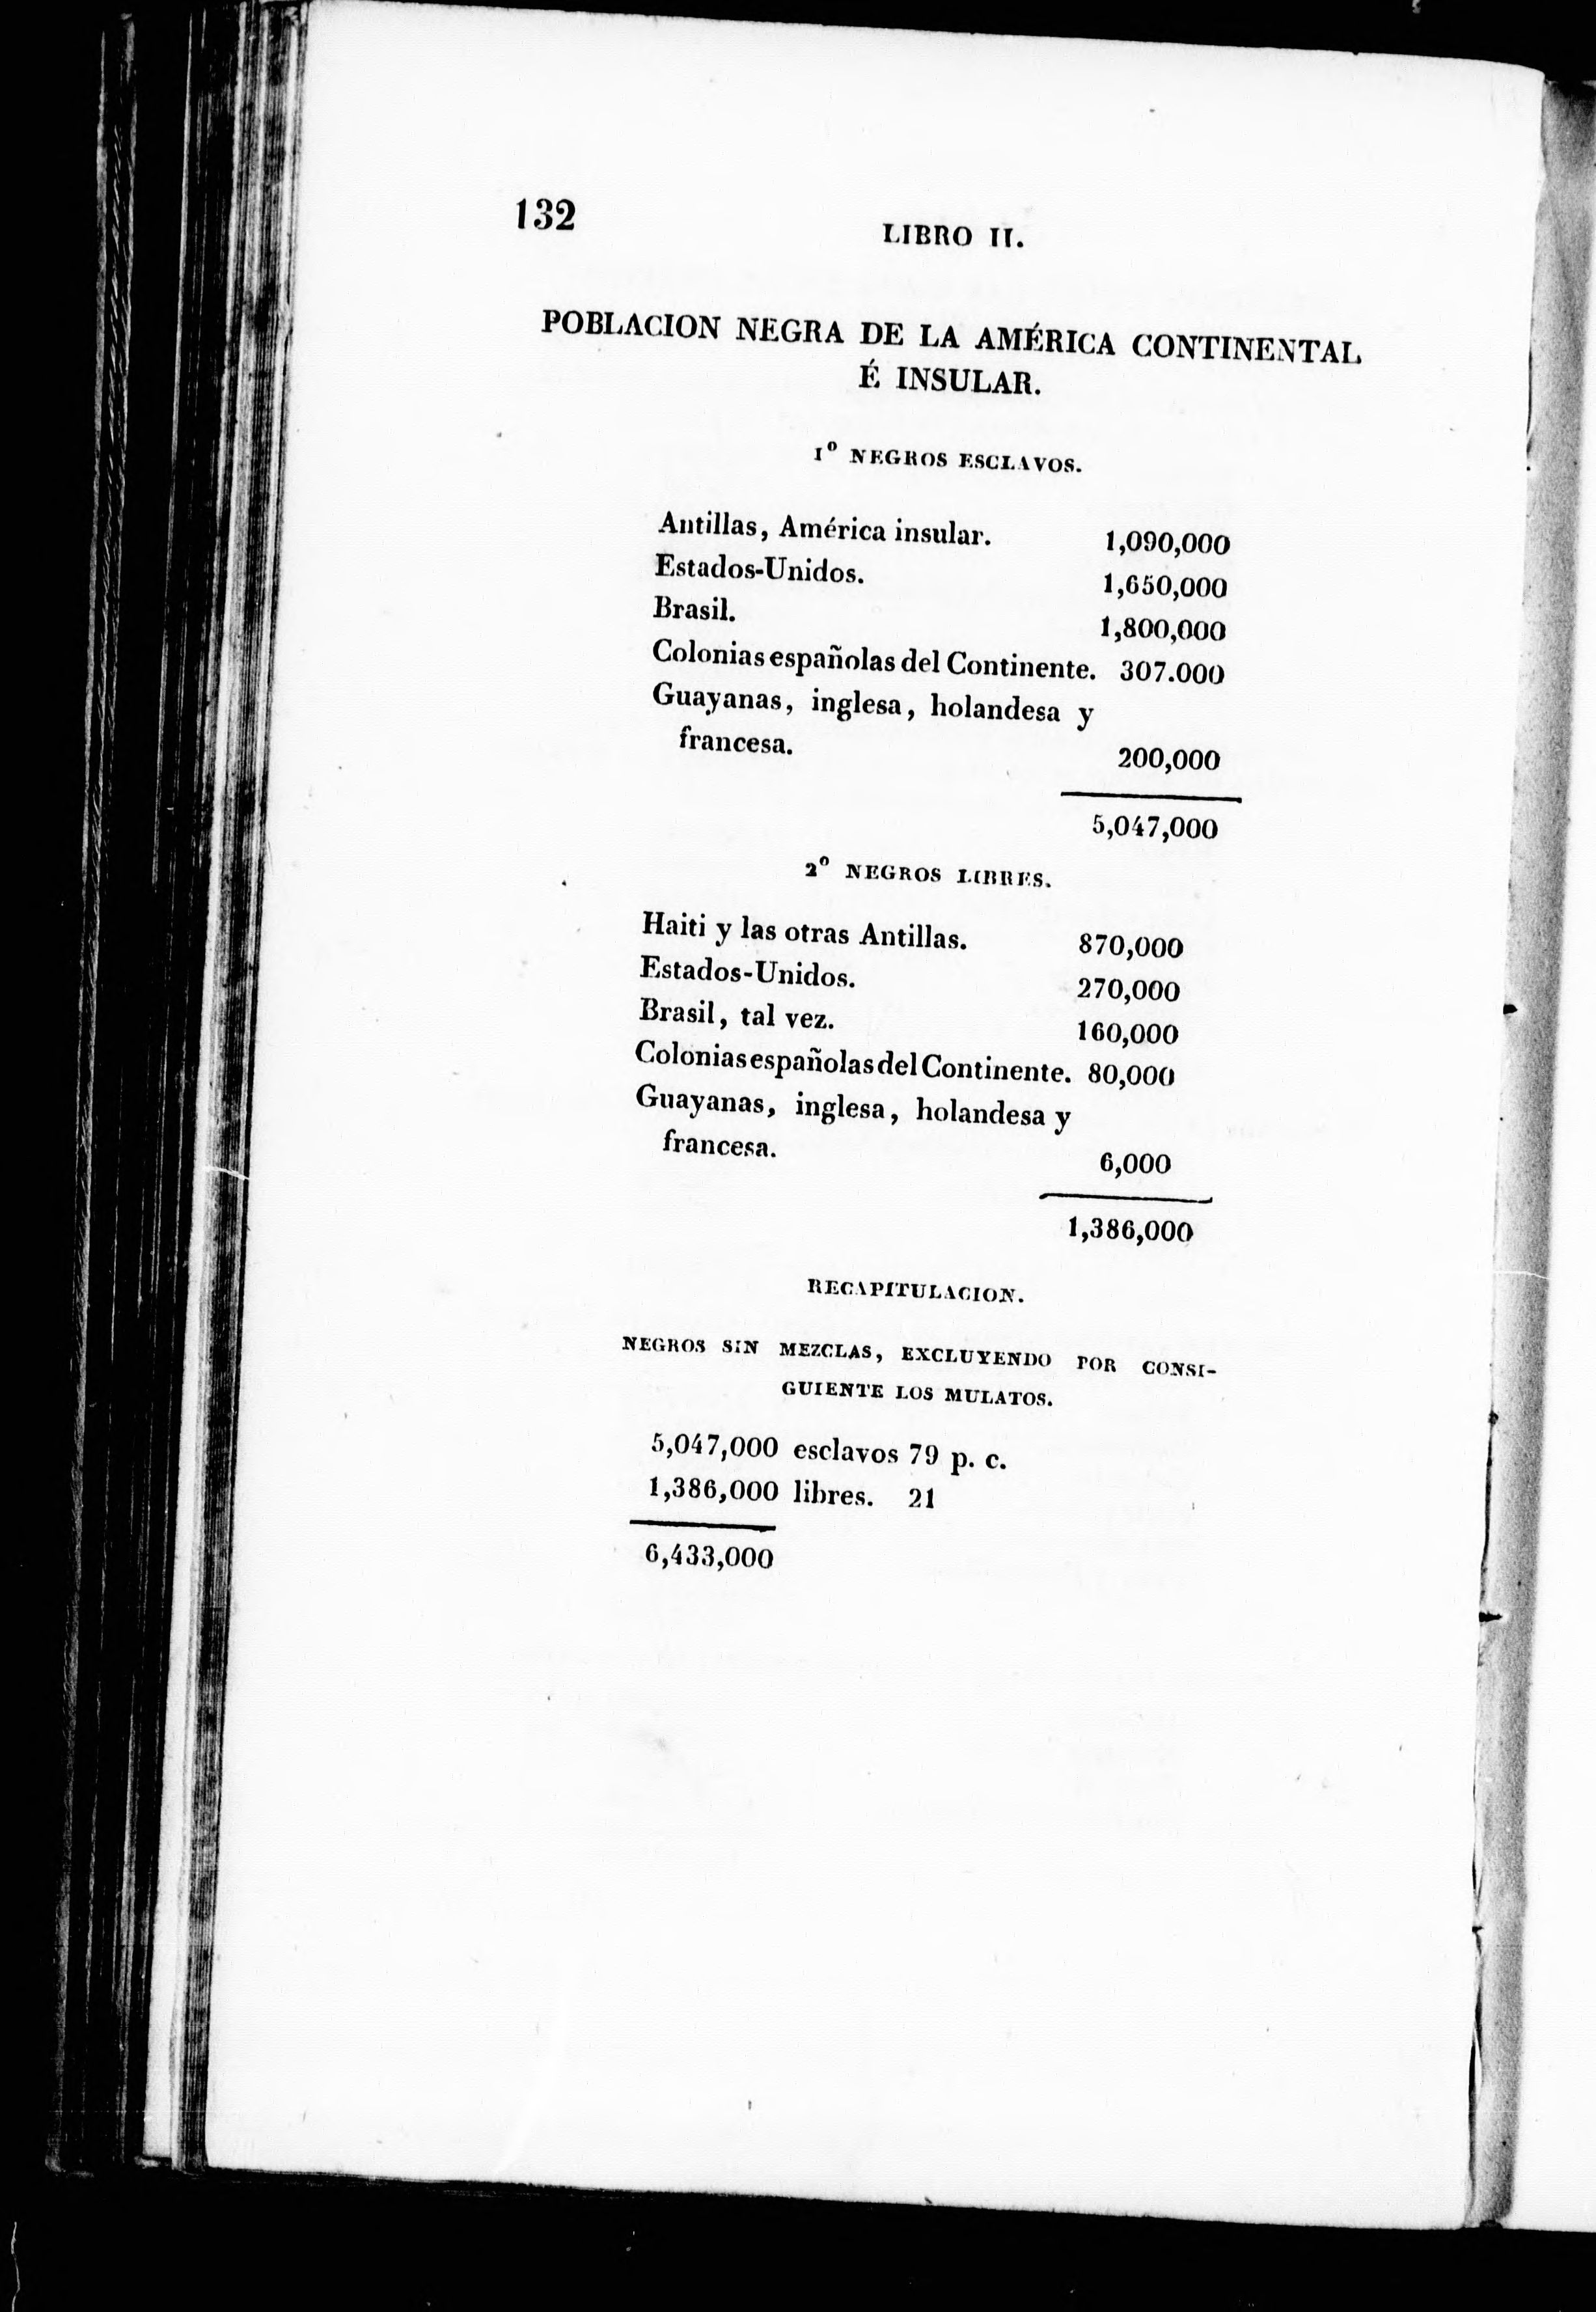 132
LIBRO II.
POBLACION NEGRA DE LA AMÉRICA CONTINENTAL
É INSULAR.
1º NEGROS ESCLAVOS.
Antillas, América insular. 1,090,000
Estados-Unidos. 1,650,000
Brasil. 1,800,000
Colonias españolas del Continente. 307.000
Guayanas, inglesa, holandesa y
francesa. 200,000
5,047,000
2º NEGROS LIBRES.
Haiti y las otras Antillas. 870,000
Estados-Unidos. 270,000
Brasil, tal vez. 160,000
Colonias españolas del Continente. 80,000
Guayanas, inglesa, holandesa y
francesa. 6,000
1,386,000
RECAPITULACION.
NEGROS SIN MEZCLAS, EXCLUYENDO POR CONSI-
GUIENTE LOS MULATOS.
5,047,000 esclavos 79 p. c.
1,386,000 libres. 21
6,433,000